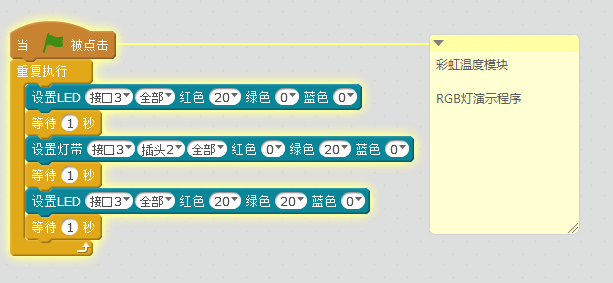 当 被点击
重复执行
设置LED 接口3 全部 红色 20 绿色 0 蓝色 0
等待 1 秒
设置灯带 接口3 插头2 全部 红色 0 绿色 20 蓝色 0
等待 1 秒
设置LED 接口3 全部 红色 20 绿色 20 蓝色 0
等待 1 秒
彩虹温度模块
RGB灯演示程序